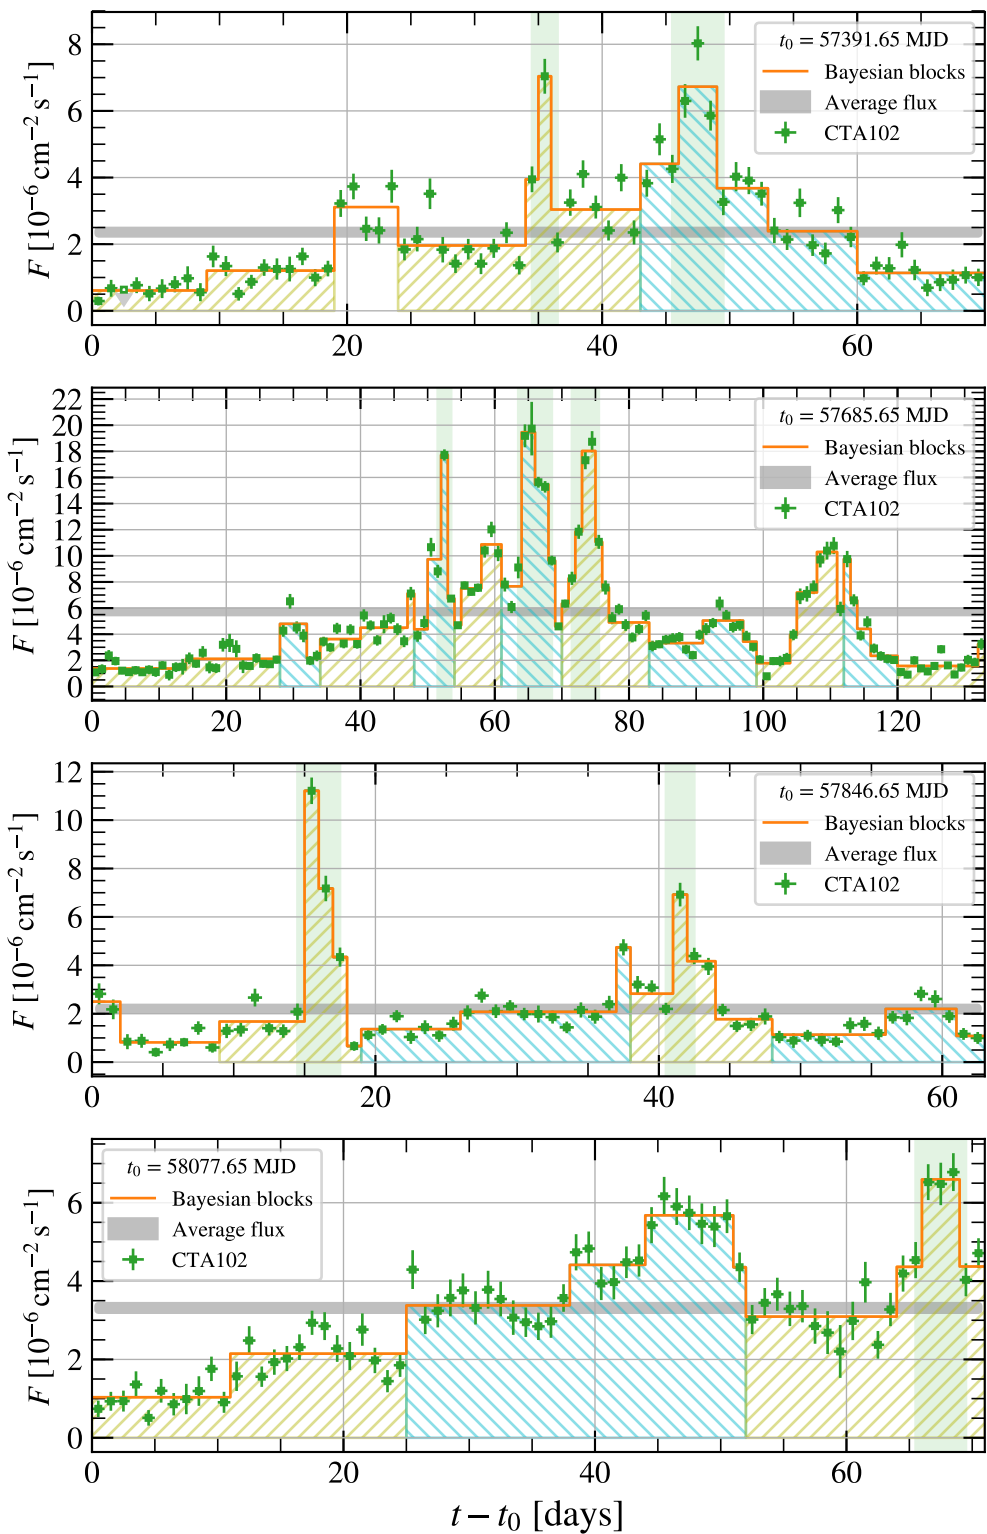 F [10⁻⁶ cm⁻² s⁻¹]
8
6
4
2
0
t₀ = 57391.65 MJD
Bayesian blocks
Average flux
CTA102
0 20 40 60
F [10⁻⁶ cm⁻² s⁻¹]
22
20
18
16
14
12
10
8
6
4
2
0
t₀ = 57685.65 MJD
Bayesian blocks
Average flux
CTA102
0 20 40 60 80 100 120
F [10⁻⁶ cm⁻² s⁻¹]
12
10
8
6
4
2
0
t₀ = 57846.65 MJD
Bayesian blocks
Average flux
CTA102
0 20 40 60
F [10⁻⁶ cm⁻² s⁻¹]
6
4
2
0
t₀ = 58077.65 MJD
Bayesian blocks
Average flux
CTA102
0 20 40 60
t − t₀ [days]